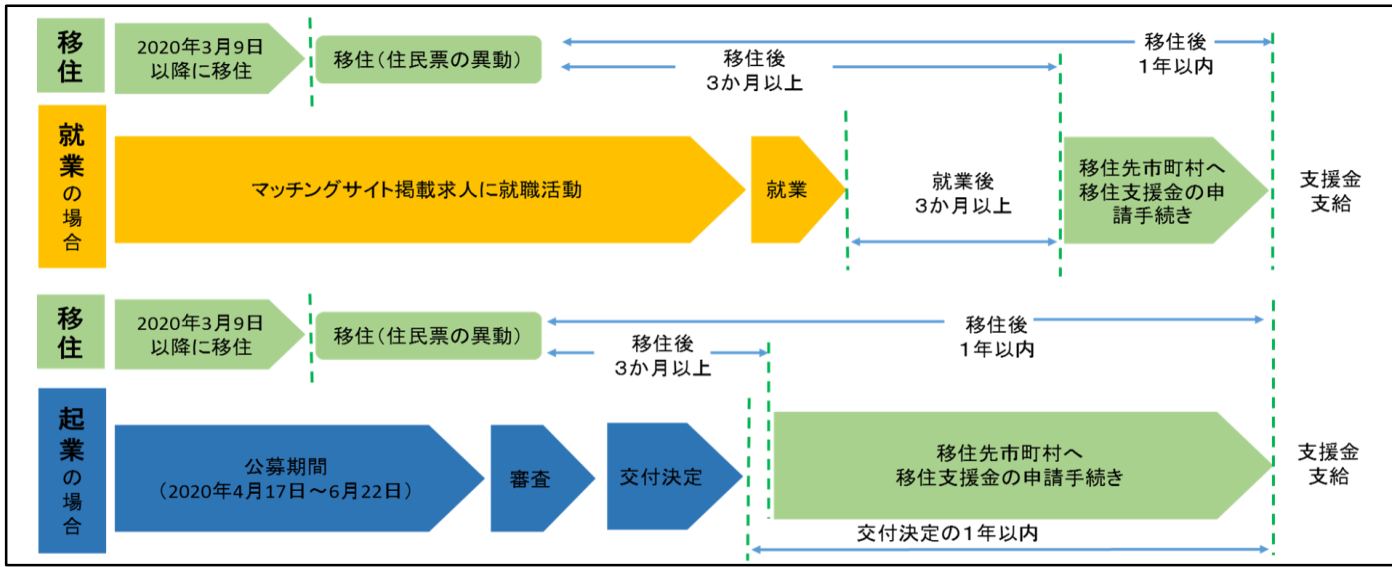 移住
2020年3月9日
以降に移住
移住(住民票の異動)
移住後
3か月以上
移住後
1年以内
就業の場合
マッチングサイト掲載求人に就職活動
就業
就業後
3か月以上
移住先市町村へ
移住支援金の申
請手続き
支援金
支給
移住
2020年3月9日
以降に移住
移住(住民票の異動)
移住後
3か月以上
移住後
1年以内
起業の場合
公募期間
(2020年4月17日～6月22日)
審査
交付決定
移住先市町村へ
移住支援金の申請手続き
支援金
支給
交付決定の1年以内